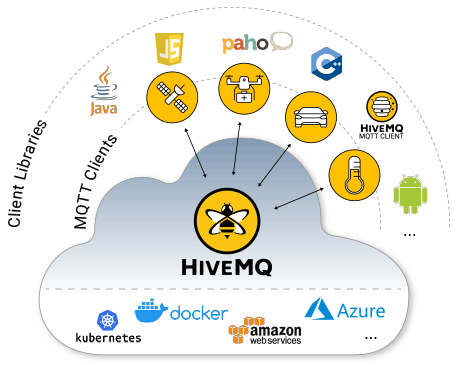 Client Libraries
MQTT Clients
Java
JS
paho
C++
HIVEMQ
MQTT CLIENT
...
HIVEMQ
kubernetes
docker
amazon
web services
Azure
...